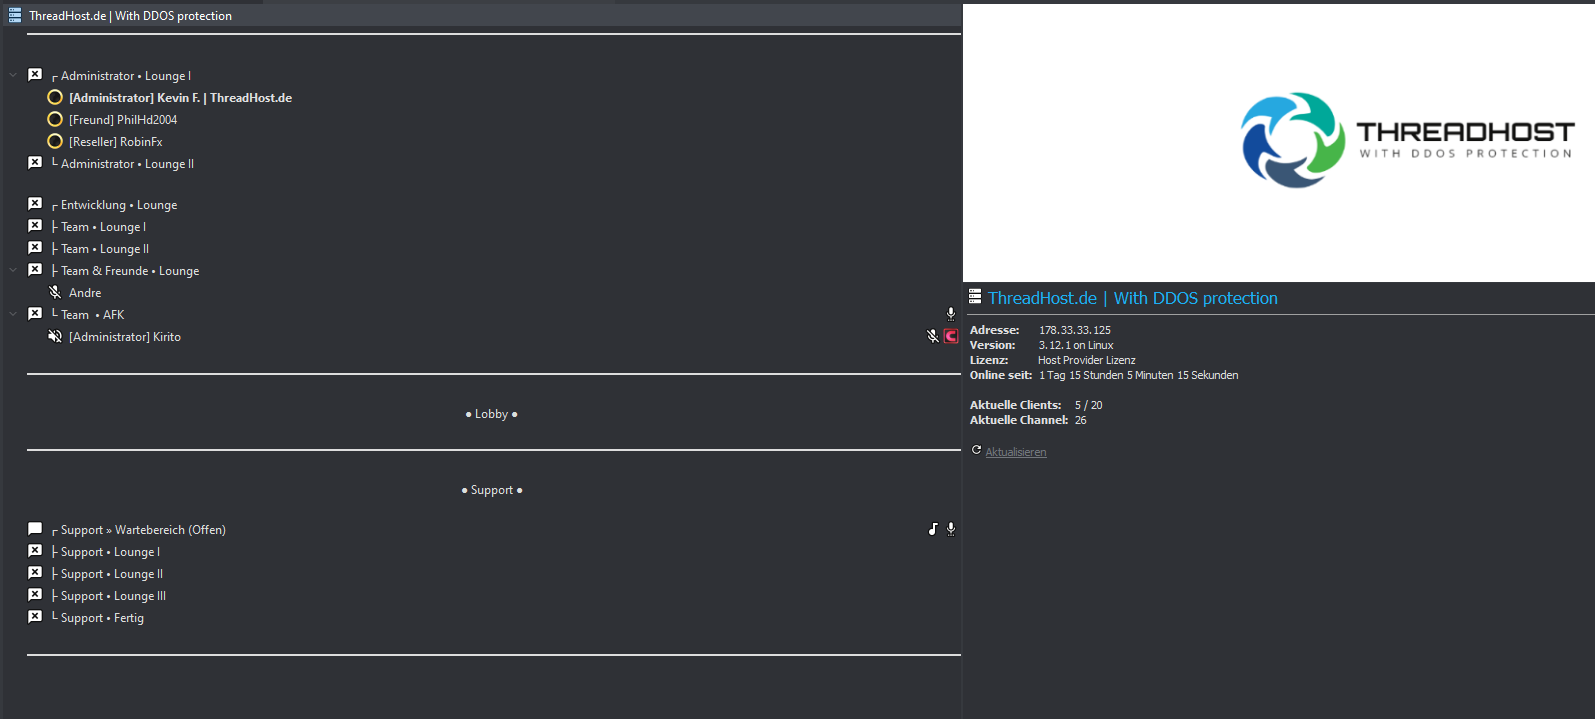 ThreadHost.de | With DDOS protection
┌ Administrator • Lounge I
[Administrator] Kevin F. | ThreadHost.de
[Freund] PhilHd2004
[Reseller] RobinFx
└ Administrator • Lounge II
┌ Entwicklung • Lounge
├ Team • Lounge I
├ Team • Lounge II
├ Team & Freunde • Lounge
Andre
└ Team • AFK
[Administrator] Kirito
● Lobby ●
● Support ●
┌ Support » Wartebereich (Offen)
├ Support • Lounge I
├ Support • Lounge II
├ Support • Lounge III
└ Support • Fertig
THREADHOST
WITH DDOS PROTECTION
ThreadHost.de | With DDOS protection
Adresse: 178.33.33.125
Version: 3.12.1 on Linux
Lizenz: Host Provider Lizenz
Online seit: 1 Tag 15 Stunden 5 Minuten 15 Sekunden
Aktuelle Clients: 5 / 20
Aktuelle Channel: 26
Aktualisieren